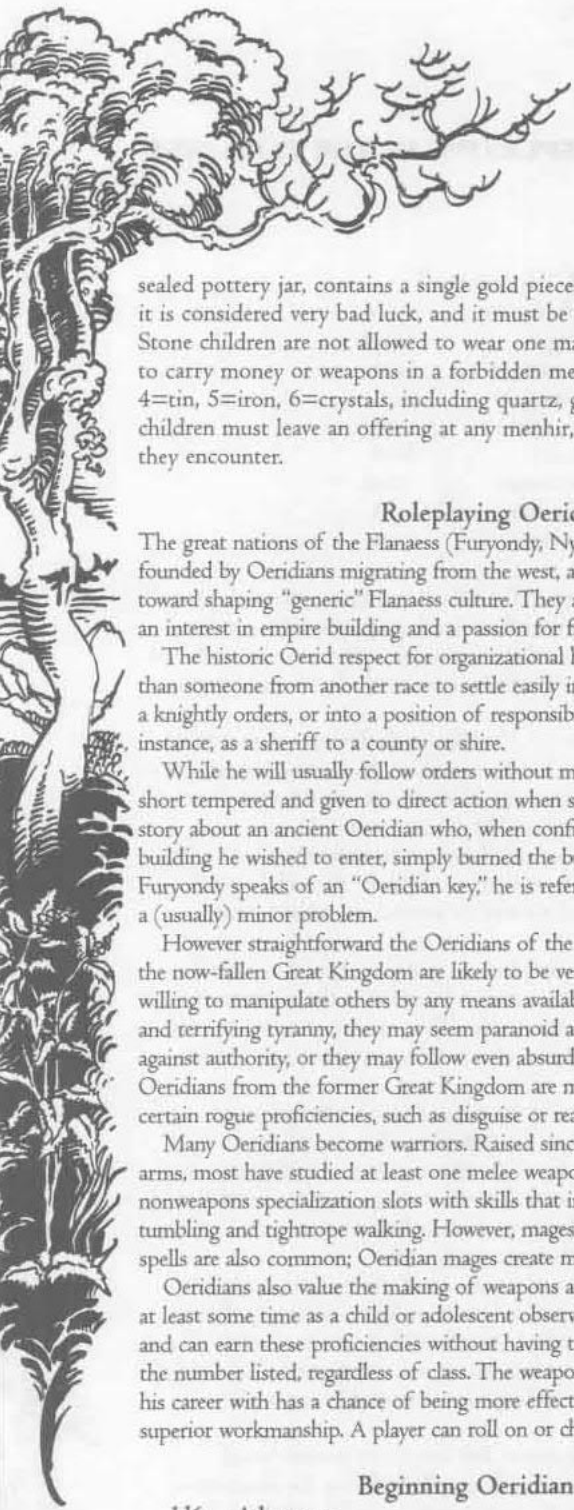 sealed pottery jar, contains a single gold piece
it is considered very bad luck, and it must be
Stone children are not allowed to wear one ma
to carry money or weapons in a forbidden me
4=tin, 5=iron, 6=crystals, including quartz, g
children must leave an offering at any menhir,
they encounter.
Roleplaying Oerid
The great nations of the Flanaess (Furyondy, Ny
founded by Oeridians migrating from the west, a
toward shaping "generic" Flanaess culture. They a
an interest in empire building and a passion for f
The historic Oerid respect for organizational
than someone from another race to settle easily i
a knightly orders, or into a position of responsib
instance, as a sheriff to a county or shire.
While he will usually follow orders without m
short tempered and given to direct action when s
story about an ancient Oeridian who, when conf
building he wished to enter, simply burned the b
Furyondy speaks of an "Oeridian key," he is refer
a (usually) minor problem.
However straightforward the Oeridians of the
the now-fallen Great Kingdom are likely to be ve
willing to manipulate others by any means availab
and terrifying tyranny, they may seem paranoid a
against authority, or they may follow even absurd
Oeridians from the former Great Kingdom are m
certain rogue proficiencies, such as disguise or rea
Many Oeridians become warriors. Raised sinc
arms, most have studied at least one melee weapo
nonweapons specialization slots with skills that i
tumbling and tightrope walking. However, mages
spells are also common; Oeridian mages create m
Oeridians also value the making of weapons a
at least some time as a child or adolescent observ
and can earn these proficiencies without having t
the number listed, regardless of class. The weapo
his career with has a chance of being more effect
superior workmanship. A player can roll on or ch
Beginning Oeridian